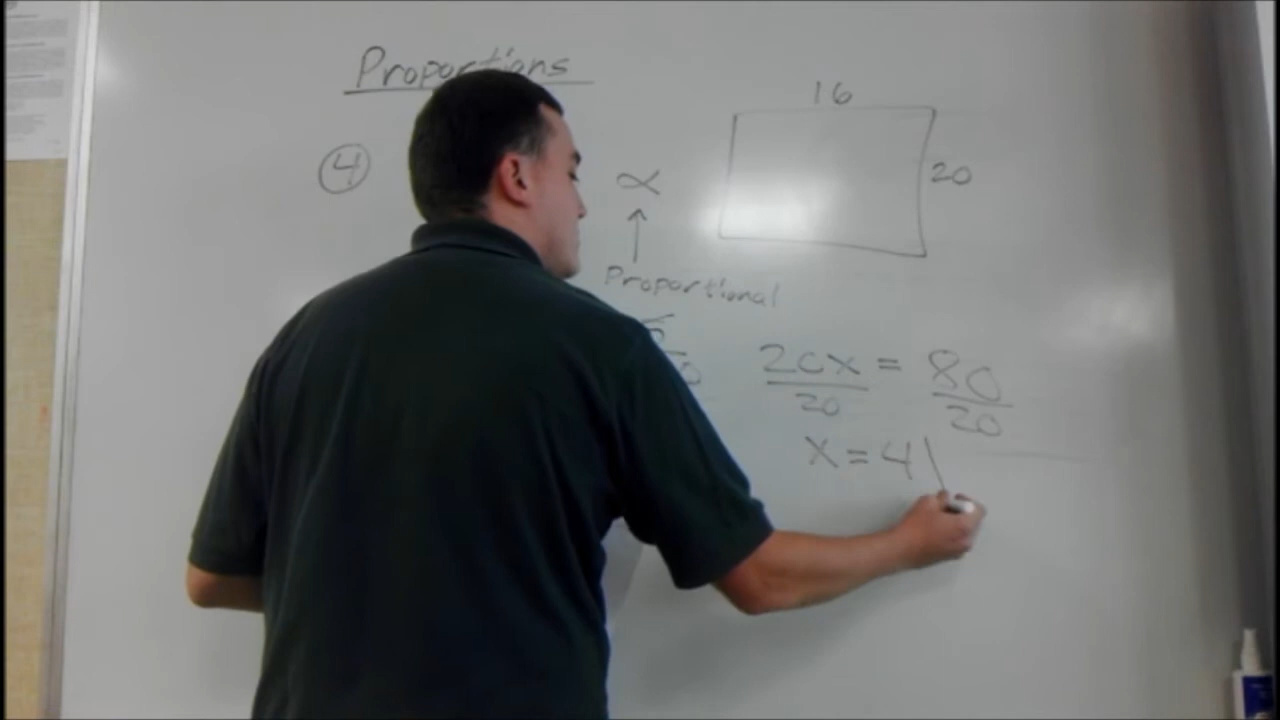 Proportions
16
④
∝
20
↑
Proportional
20x = 80
20 20
x = 4